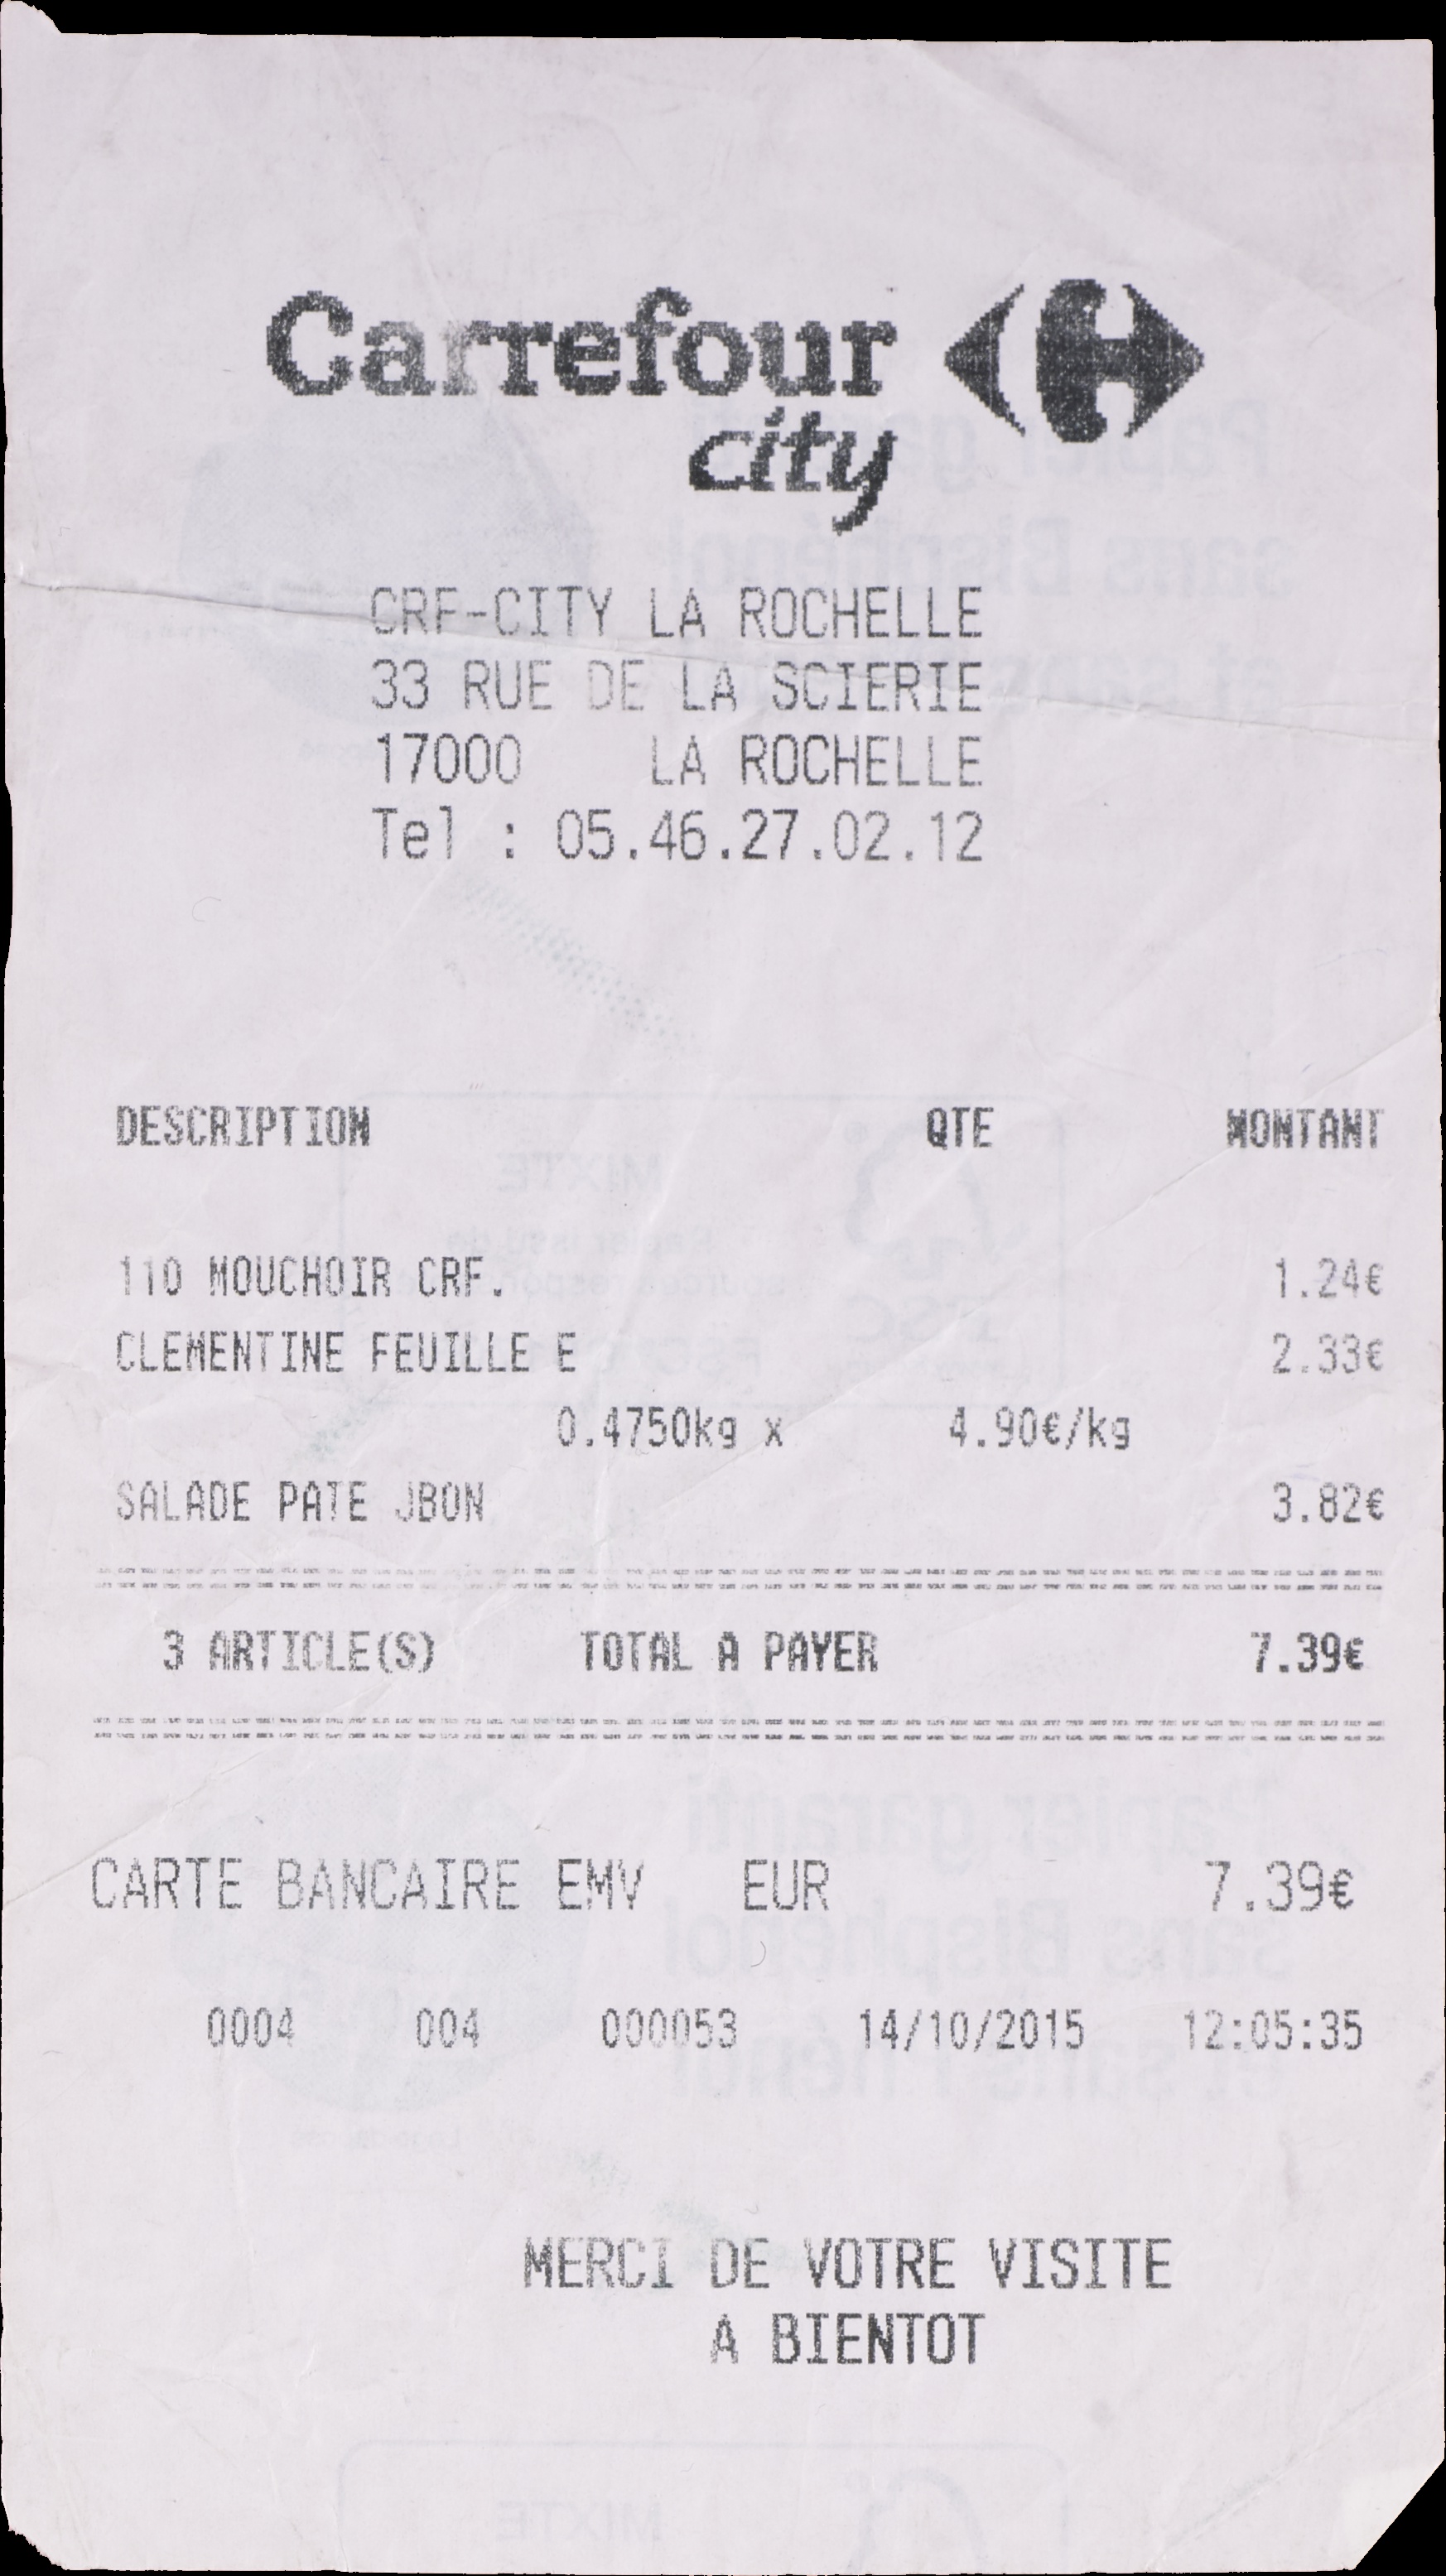 Carrefour
city
CRF-CITY LA ROCHELLE
33 RUE DE LA SCIERIE
17000 LA ROCHELLE
Tel : 05.46.27.02.12
DESCRIPTION QTE MONTANT
110 MOUCHOIR CRF. 1.24€
CLEMENTINE FEUILLE E 2.33€
0.4750kg x 4.90€/kg
SALADE PATE JBON 3.82€
3 ARTICLE(S) TOTAL A PAYER 7.39€
CARTE BANCAIRE EMV EUR 7.39€
0004 004 000053 14/10/2015 12:05:35
MERCI DE VOTRE VISITE
A BIENTOT